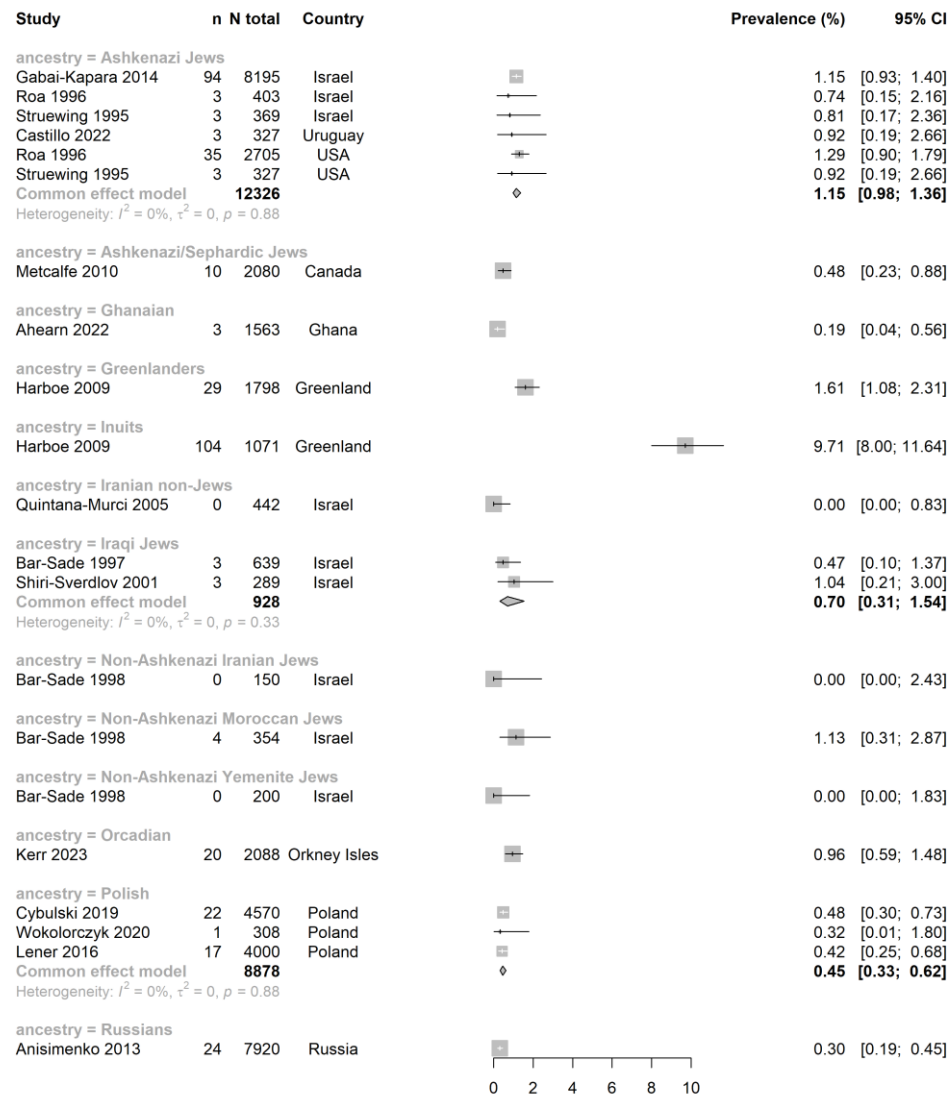 Study n N total Country Prevalence (%) 95% CI
ancestry = Ashkenazi Jews
Gabai-Kapara 2014 94 8195 Israel 1.15 [0.93; 1.40]
Roa 1996 3 403 Israel 0.74 [0.15; 2.16]
Struewing 1995 3 369 Israel 0.81 [0.17; 2.36]
Castillo 2022 3 327 Uruguay 0.92 [0.19; 2.66]
Roa 1996 35 2705 USA 1.29 [0.90; 1.79]
Struewing 1995 3 327 USA 0.92 [0.19; 2.66]
Common effect model 12326 1.15 [0.98; 1.36]
Heterogeneity: I² = 0%, τ² = 0, p = 0.88
ancestry = Ashkenazi/Sephardic Jews
Metcalfe 2010 10 2080 Canada 0.48 [0.23; 0.88]
ancestry = Ghanaian
Ahearn 2022 3 1563 Ghana 0.19 [0.04; 0.56]
ancestry = Greenlanders
Harboe 2009 29 1798 Greenland 1.61 [1.08; 2.31]
ancestry = Inuits
Harboe 2009 104 1071 Greenland 9.71 [8.00; 11.64]
ancestry = Iranian non-Jews
Quintana-Murci 2005 0 442 Israel 0.00 [0.00; 0.83]
ancestry = Iraqi Jews
Bar-Sade 1997 3 639 Israel 0.47 [0.10; 1.37]
Shiri-Sverdlov 2001 3 289 Israel 1.04 [0.21; 3.00]
Common effect model 928 0.70 [0.31; 1.54]
Heterogeneity: I² = 0%, τ² = 0, p = 0.33
ancestry = Non-Ashkenazi Iranian Jews
Bar-Sade 1998 0 150 Israel 0.00 [0.00; 2.43]
ancestry = Non-Ashkenazi Moroccan Jews
Bar-Sade 1998 4 354 Israel 1.13 [0.31; 2.87]
ancestry = Non-Ashkenazi Yemenite Jews
Bar-Sade 1998 0 200 Israel 0.00 [0.00; 1.83]
ancestry = Orcadian
Kerr 2023 20 2088 Orkney Isles 0.96 [0.59; 1.48]
ancestry = Polish
Cybulski 2019 22 4570 Poland 0.48 [0.30; 0.73]
Wokolorczyk 2020 1 308 Poland 0.32 [0.01; 1.80]
Lener 2016 17 4000 Poland 0.42 [0.25; 0.68]
Common effect model 8878 0.45 [0.33; 0.62]
Heterogeneity: I² = 0%, τ² = 0, p = 0.88
ancestry = Russians
Anisimenko 2013 24 7920 Russia 0.30 [0.19; 0.45]
0 2 4 6 8 10